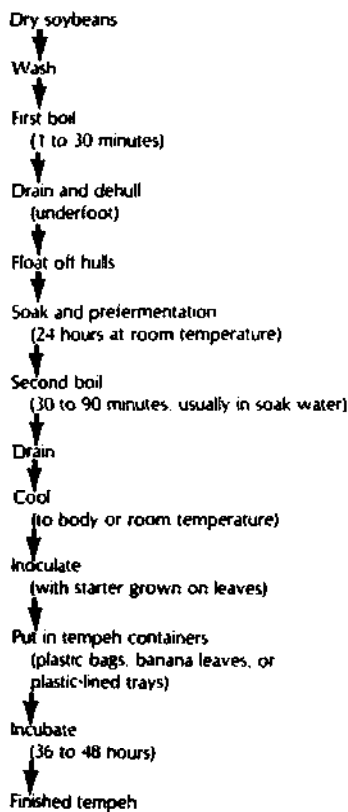 Dry soybeans
Wash
First boil
(1 to 30 minutes)
Drain and dehull
(underfoot)
Float off hulls
Soak and prefermentation
(24 hours at room temperature)
Second boil
(30 to 90 minutes, usually in soak water)
Drain
Cool
(to body or room temperature)
Inoculate
(with starter grown on leaves)
Put in tempeh containers
(plastic bags, banana leaves, or
plastic-lined trays)
Incubate
(36 to 48 hours)
Finished tempeh